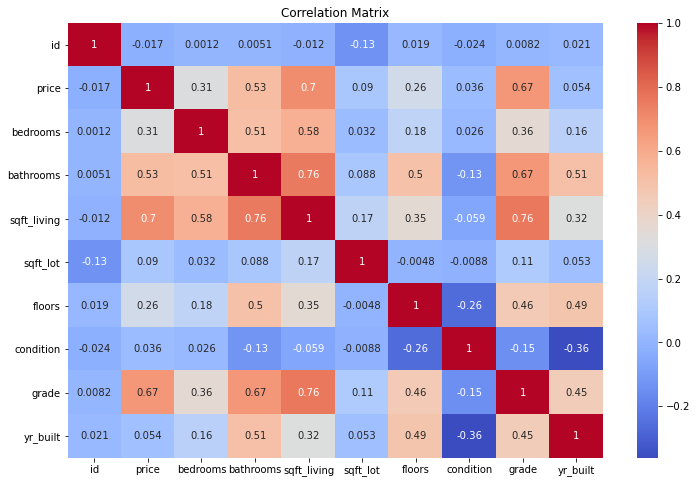 Correlation Matrix
id 1 -0.017 0.0012 0.0051 -0.012 -0.13 0.019 -0.024 0.0082 0.021
price -0.017 1 0.31 0.53 0.7 0.09 0.26 0.036 0.67 0.054
bedrooms 0.0012 0.31 1 0.51 0.58 0.032 0.18 0.026 0.36 0.16
bathrooms 0.0051 0.53 0.51 1 0.76 0.088 0.5 -0.13 0.67 0.51
sqft_living -0.012 0.7 0.58 0.76 1 0.17 0.35 -0.059 0.76 0.32
sqft_lot -0.13 0.09 0.032 0.088 0.17 1 -0.0048 -0.0088 0.11 0.053
floors 0.019 0.26 0.18 0.5 0.35 -0.0048 1 -0.26 0.46 0.49
condition -0.024 0.036 0.026 -0.13 -0.059 -0.0088 -0.26 1 -0.15 -0.36
grade 0.0082 0.67 0.36 0.67 0.76 0.11 0.46 -0.15 1 0.45
yr_built 0.021 0.054 0.16 0.51 0.32 0.053 0.49 -0.36 0.45 1
id price bedrooms bathrooms sqft_living sqft_lot floors condition grade yr_built
1.0
0.8
0.6
0.4
0.2
0.0
−0.2